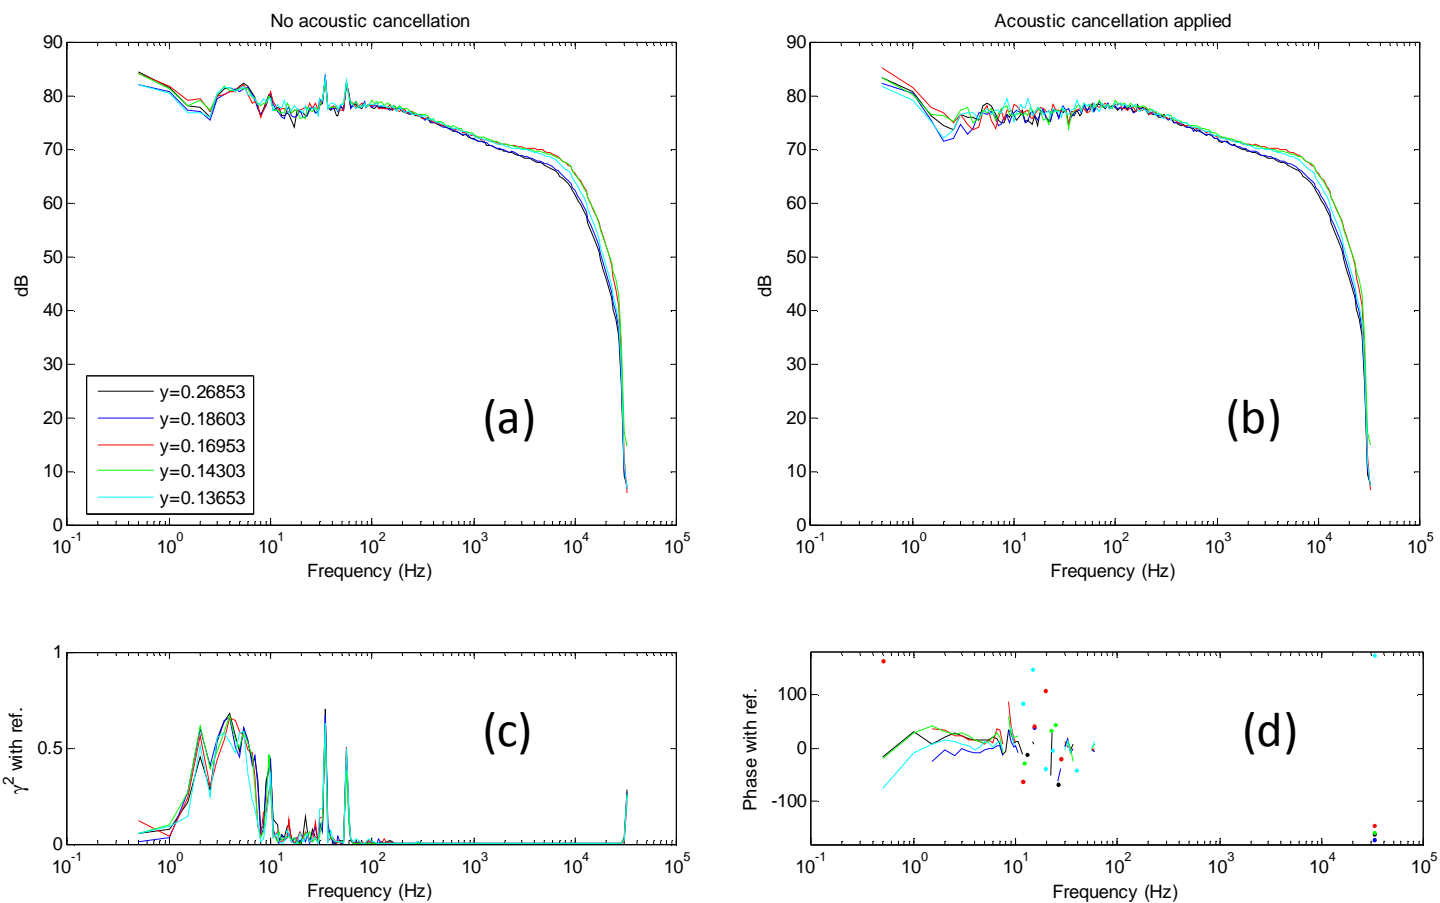 No acoustic cancellation
90
80
70
60
50
40
30
20
10
0
dB
y=0.26853
y=0.18603
y=0.16953
y=0.14303
y=0.13653
(a)
10^-1 10^0 10^1 10^2 10^3 10^4 10^5
Frequency (Hz)
Acoustic cancellation applied
90
80
70
60
50
40
30
20
10
0
dB
(b)
10^-1 10^0 10^1 10^2 10^3 10^4 10^5
Frequency (Hz)
1
0.5
0
γ^2 with ref.
(c)
10^-1 10^0 10^1 10^2 10^3 10^4 10^5
Frequency (Hz)
100
0
-100
Phase with ref.
(d)
10^-1 10^0 10^1 10^2 10^3 10^4 10^5
Frequency (Hz)